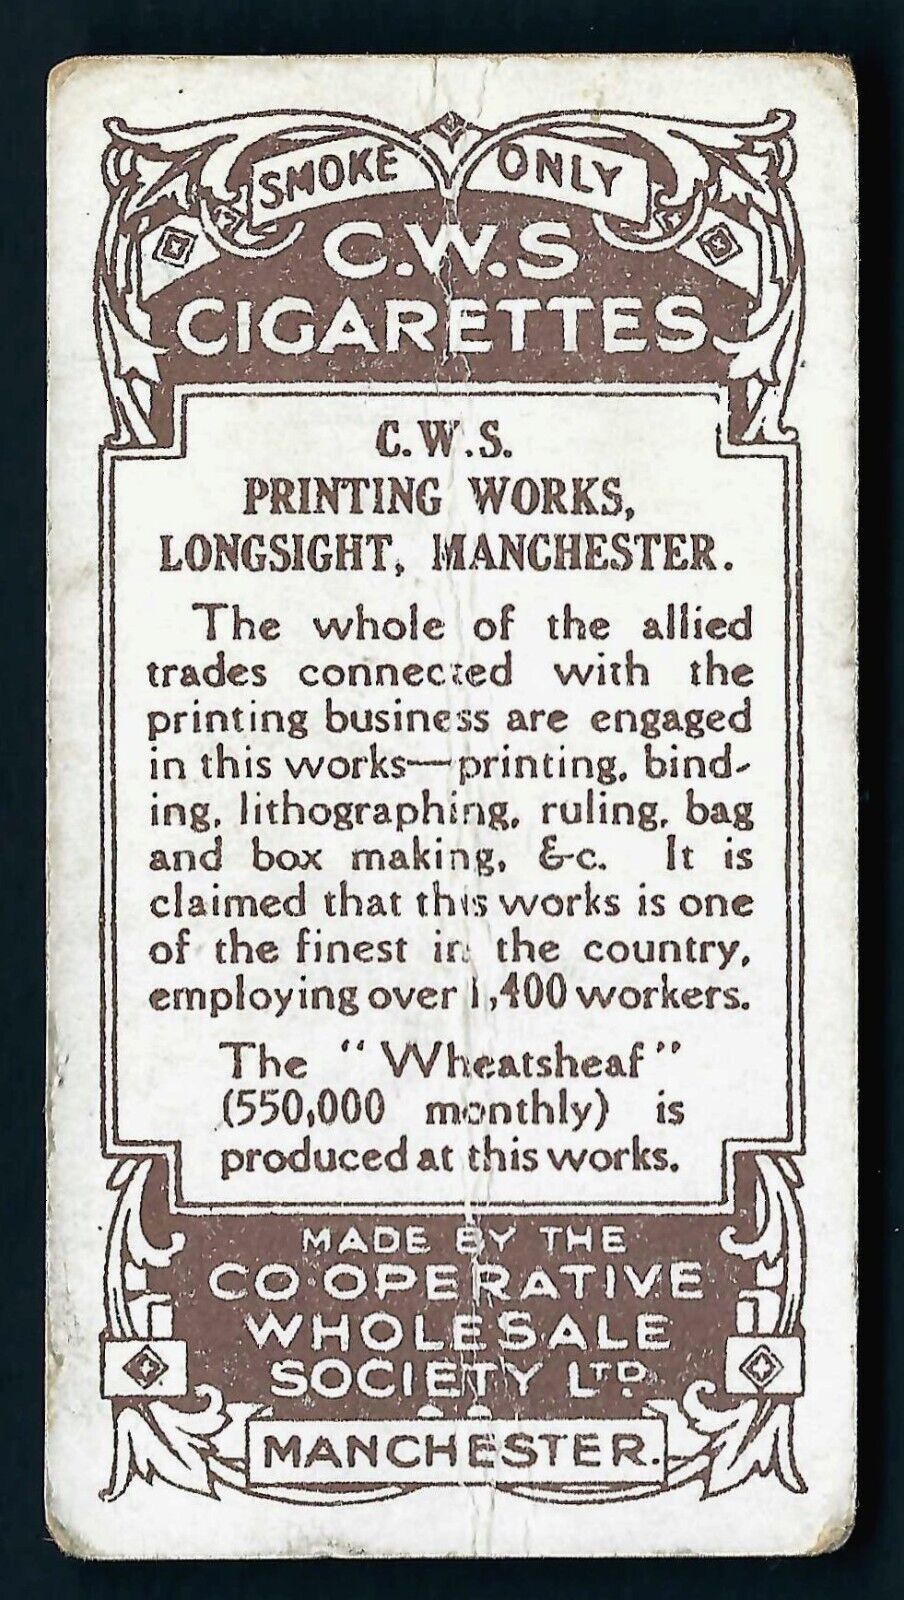 SMOKE ONLY
C.W.S
CIGARETTES
C.W.S.
PRINTING WORKS,
LONGSIGHT, MANCHESTER.
The whole of the allied
trades connected with the
printing business are engaged
in this works—printing, bind-
ing, lithographing, ruling, bag
and box making, &c. It is
claimed that this works is one
of the finest in the country,
employing over 1,400 workers.
The "Wheatsheaf"
(550,000 monthly) is
produced at this works.
MADE BY THE
CO·OPERATIVE
WHOLESALE
SOCIETY LTD.
MANCHESTER.